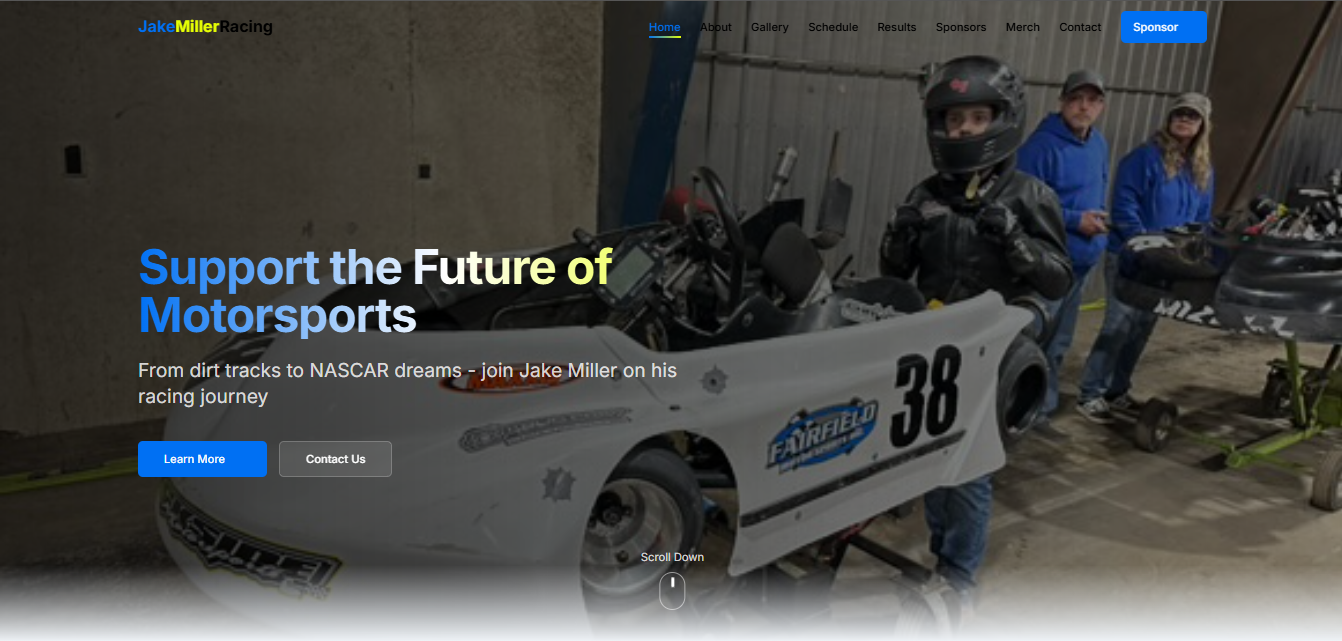 JakeMillerRacing
Home About Gallery Schedule Results Sponsors Merch Contact Sponsor
Support the Future of
Motorsports
From dirt tracks to NASCAR dreams - join Jake Miller on his
racing journey
38
FAIRFIELD
Learn More Contact Us
Scroll Down